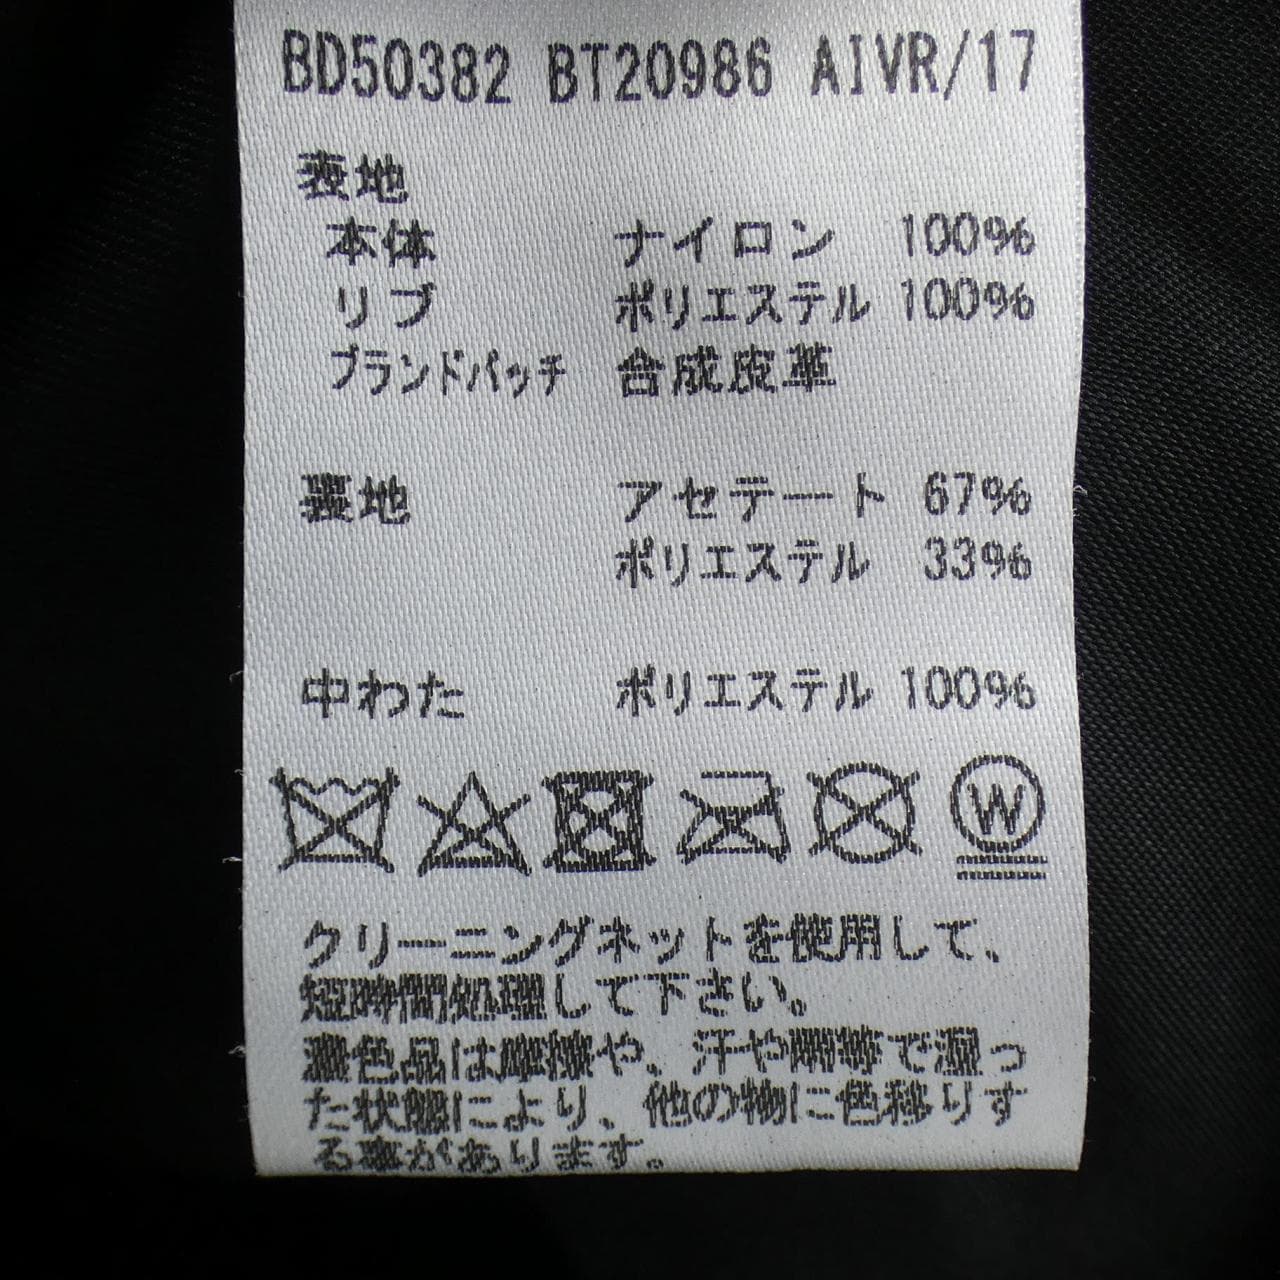 BD50382 BT20986 AIVR/17
表地
本体 ナイロン 100%
リブ ポリエステル 100%
ブランドパッチ 合成皮革
裏地 アセテート 67%
ポリエステル 33%
中わた ポリエステル 100%
W
クリーニングネットを使用して、
短時間処理して下さい。
濃色品は摩擦や、汗や雨等で湿っ
た状態により、他の物に色移りす
る事があります。